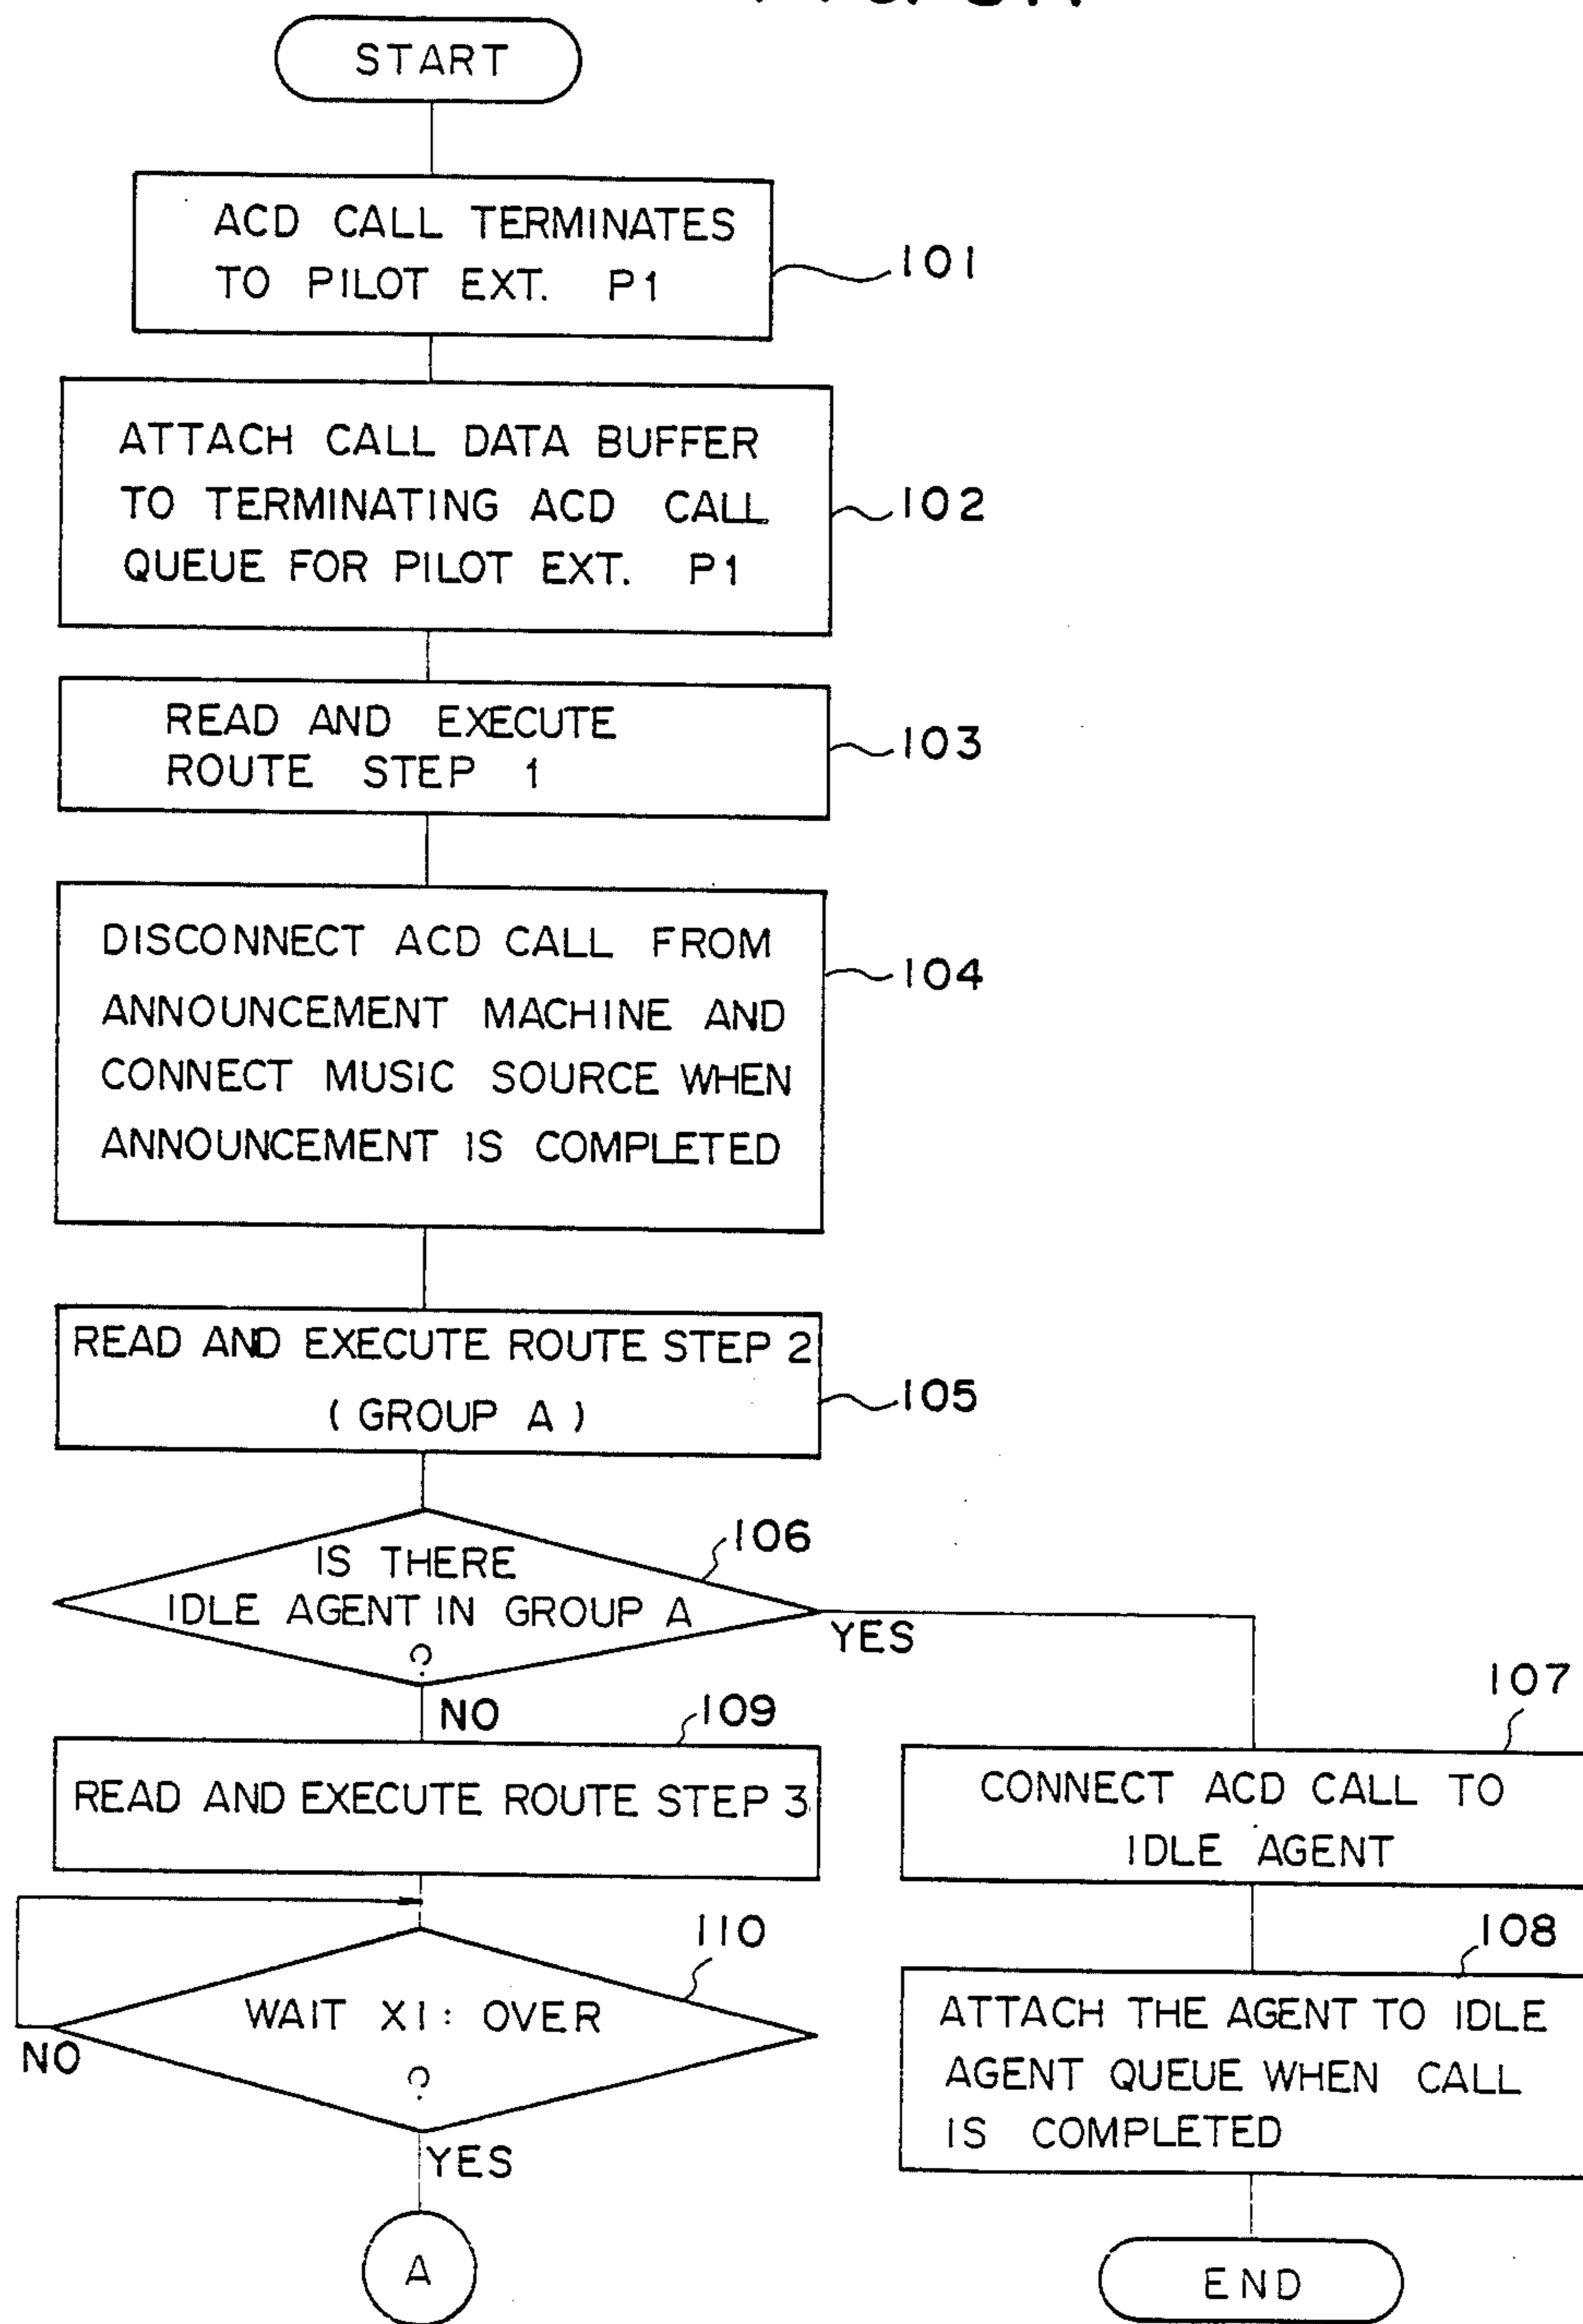 START
ACD CALL TERMINATES
TO PILOT EXT. P1
101
ATTACH CALL DATA BUFFER
TO TERMINATING ACD CALL
QUEUE FOR PILOT EXT. P1
102
READ AND EXECUTE
ROUTE STEP 1
103
DISCONNECT ACD CALL FROM
ANNOUNCEMENT MACHINE AND
CONNECT MUSIC SOURCE WHEN
ANNOUNCEMENT IS COMPLETED
104
READ AND EXECUTE ROUTE STEP 2
(GROUP A)
105
IS THERE
IDLE AGENT IN GROUP A
?
106
YES
NO
107
CONNECT ACD CALL TO
IDLE AGENT
108
ATTACH THE AGENT TO IDLE
AGENT QUEUE WHEN CALL
IS COMPLETED
END
109
READ AND EXECUTE ROUTE STEP 3
110
WAIT X1: OVER
?
NO
YES
A